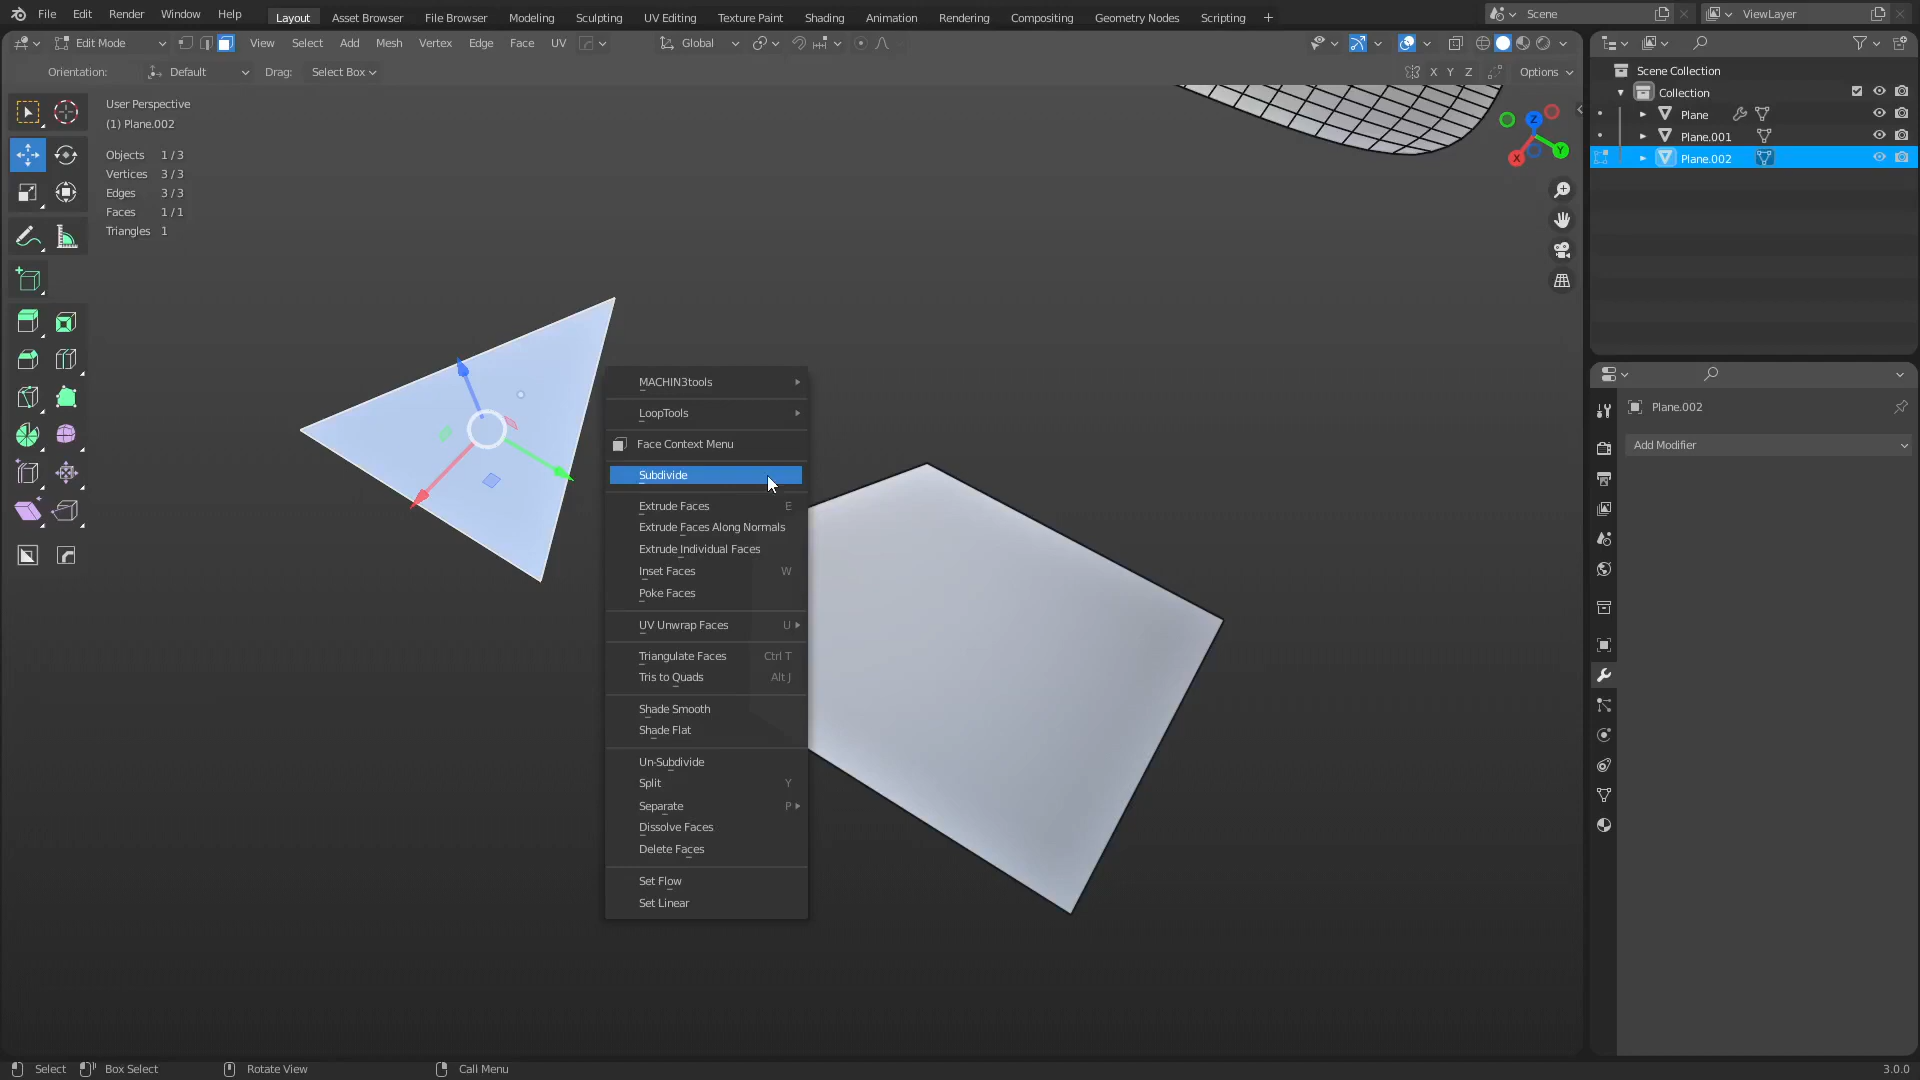 File Edit Render Window Help Layout Asset Browser File Browser Modeling Sculpting UV Editing Texture Paint Shading Animation Rendering Compositing Geometry Nodes Scripting + Scene ViewLayer
Edit Mode View Select Add Mesh Vertex Edge Face UV Global
Orientation: Default Drag: Select Box X Y Z Options
User Perspective
(1) Plane.002
Objects 1 / 3
Vertices 3 / 3
Edges 3 / 3
Faces 1 / 1
Triangles 1
Z
Y
X
MACHIN3tools
LoopTools
Face Context Menu
Subdivide
Extrude Faces E
Extrude Faces Along Normals
Extrude Individual Faces
Inset Faces W
Poke Faces
UV Unwrap Faces U
Triangulate Faces Ctrl T
Tris to Quads Alt J
Shade Smooth
Shade Flat
Un-Subdivide
Split Y
Separate P
Dissolve Faces
Delete Faces
Set Flow
Set Linear
Scene Collection
Collection
Plane
Plane.001
Plane.002
Plane.002
Add Modifier
Select Box Select Rotate View Call Menu 3.0.0